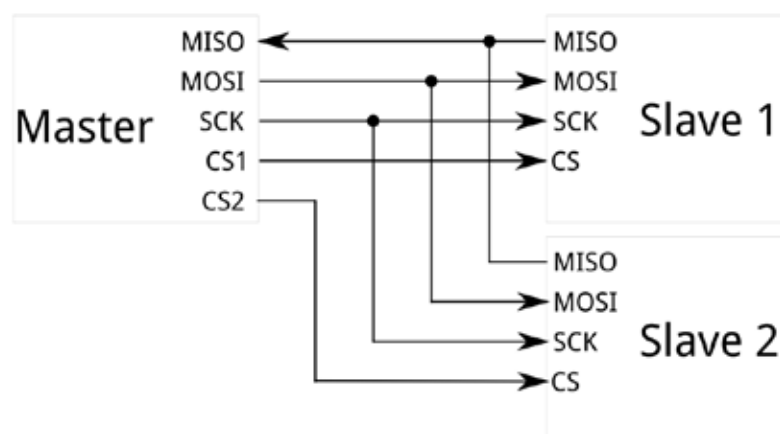 Master
MISO
MOSI
SCK
CS1
CS2
MISO
MOSI
SCK
CS
Slave 1
MISO
MOSI
SCK
CS
Slave 2